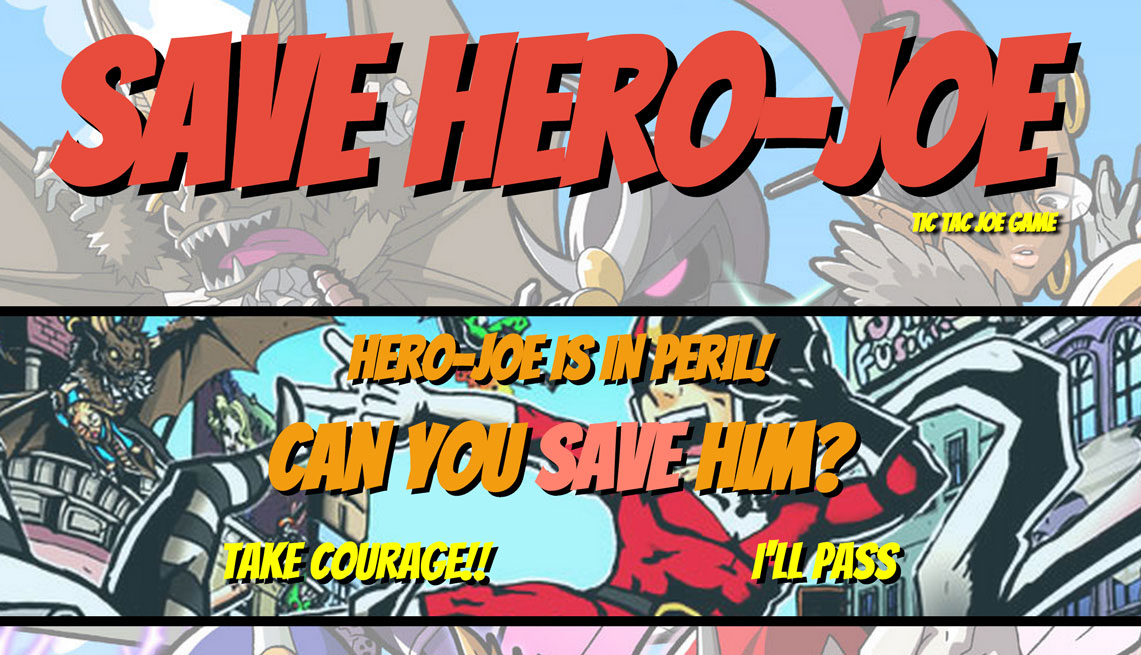 SAVE HERO-JOE
TIC TAC JOE GAME
HERO-JOE IS IN PERIL!
CAN YOU SAVE HIM?
TAKE COURAGE!!
I'LL PASS